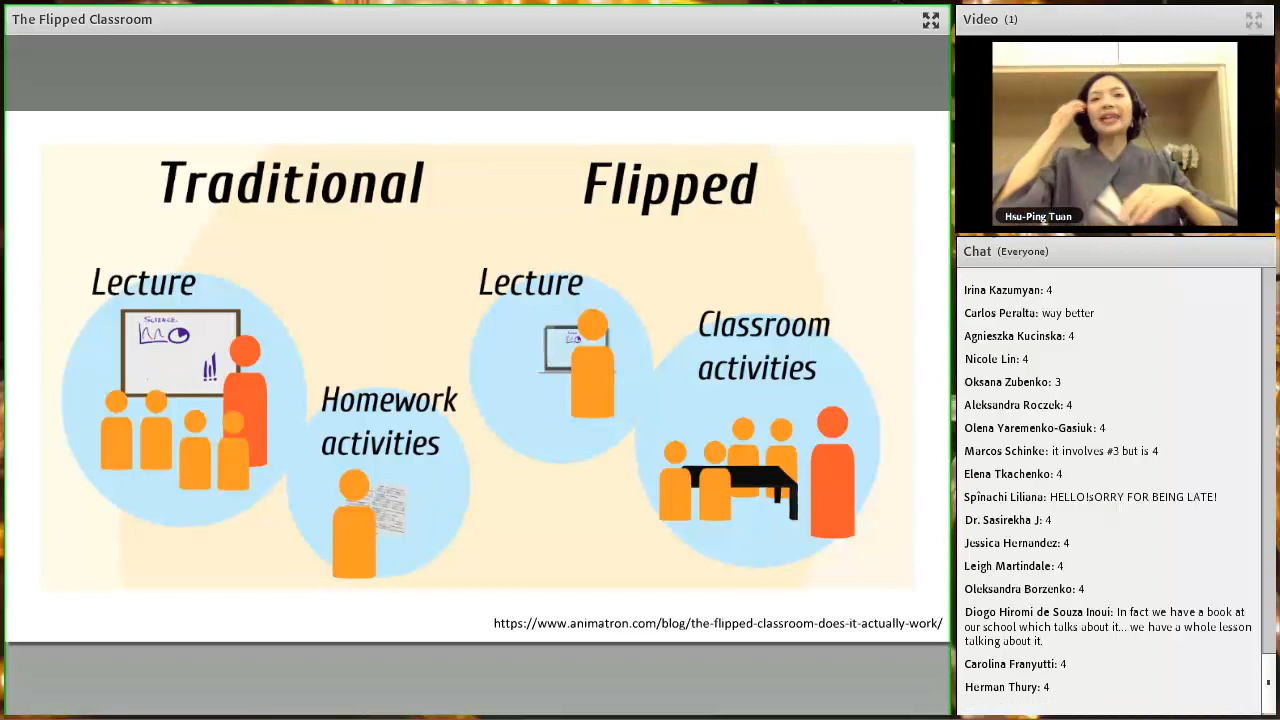 The Flipped Classroom
Traditional
Flipped
Lecture
SCIENCE
Homework
activities
Lecture
Classroom
activities
https://www.animatron.com/blog/the-flipped-classroom-does-it-actually-work/
Video (1)
Hsu-Ping Tuan
Chat (Everyone)
Irina Kazumyan: 4
Carlos Peralta: way better
Agnieszka Kucinska: 4
Nicole Lin: 4
Oksana Zubenko: 3
Aleksandra Roczek: 4
Olena Yaremenko-Gasiuk: 4
Marcos Schinke: it involves #3 but is 4
Elena Tkachenko: 4
Spînachi Liliana: HELLO!SORRY FOR BEING LATE!
Dr. Sasirekha J: 4
Jessica Hernandez: 4
Leigh Martindale: 4
Oleksandra Borzenko: 4
Diogo Hiromi de Souza Inoui: In fact we have a book at
our school which talks about it... we have a whole lesson
talking about it.
Carolina Franyutti: 4
Herman Thury: 4